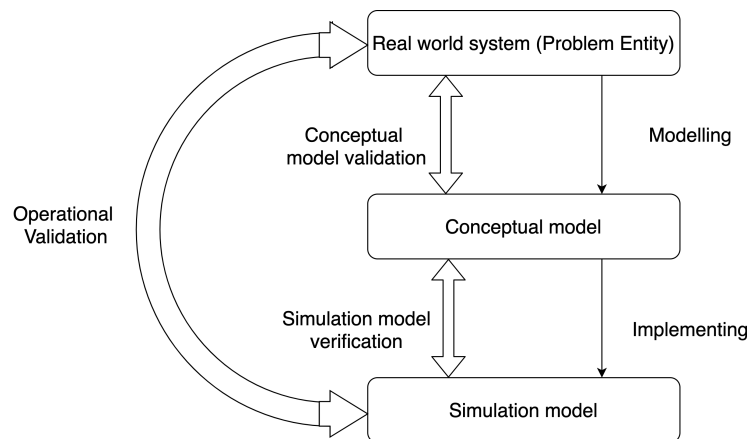 Real world system (Problem Entity)
Conceptual
model validation
Modelling
Operational
Validation
Conceptual model
Simulation model
verification
Implementing
Simulation model